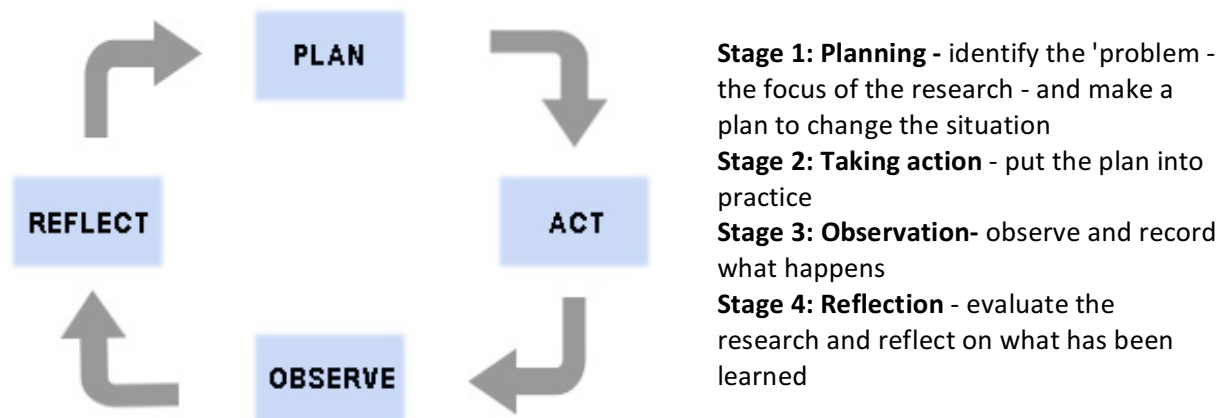 PLAN
REFLECT
ACT
OBSERVE
Stage 1: Planning - identify the 'problem -
the focus of the research - and make a
plan to change the situation
Stage 2: Taking action - put the plan into
practice
Stage 3: Observation- observe and record
what happens
Stage 4: Reflection - evaluate the
research and reflect on what has been
learned